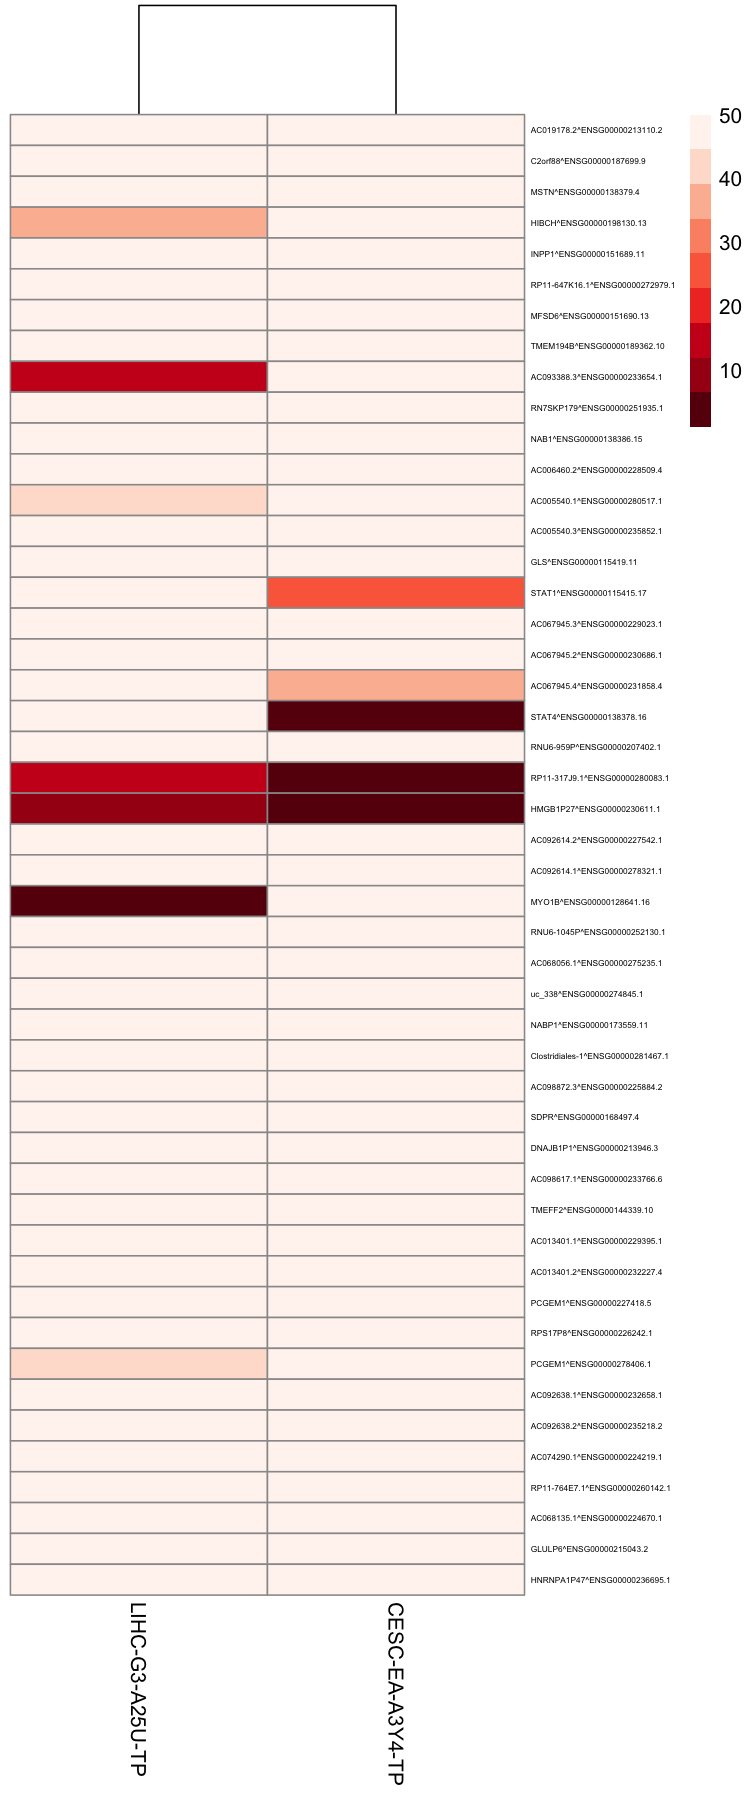 50
40
30
20
10
AC019178.2^ENSG00000213110.2
C2orf88^ENSG00000187699.9
MSTN^ENSG00000138379.4
HIBCH^ENSG00000198130.13
INPP1^ENSG00000151689.11
RP11-647K16.1^ENSG00000272979.1
MFSD6^ENSG00000151690.13
TMEM194B^ENSG00000189362.10
AC093388.3^ENSG00000233654.1
RN7SKP179^ENSG00000251935.1
NAB1^ENSG00000138386.15
AC006460.2^ENSG00000228509.4
AC005540.1^ENSG00000280517.1
AC005540.3^ENSG00000235852.1
GLS^ENSG00000115419.11
STAT1^ENSG00000115415.17
AC067945.3^ENSG00000229023.1
AC067945.2^ENSG00000230686.1
AC067945.4^ENSG00000231858.4
STAT4^ENSG00000138378.16
RNU6-959P^ENSG00000207402.1
RP11-317J9.1^ENSG00000280083.1
HMGB1P27^ENSG00000230611.1
AC092614.2^ENSG00000227542.1
AC092614.1^ENSG00000278321.1
MYO1B^ENSG00000128641.16
RNU6-1045P^ENSG00000252130.1
AC068056.1^ENSG00000275235.1
uc_338^ENSG00000274845.1
NABP1^ENSG00000173559.11
Clostridiales-1^ENSG00000281467.1
AC098872.3^ENSG00000225884.2
SDPR^ENSG00000168497.4
DNAJB1P1^ENSG00000213946.3
AC098617.1^ENSG00000233766.6
TMEFF2^ENSG00000144339.10
AC013401.1^ENSG00000229395.1
AC013401.2^ENSG00000232227.4
PCGEM1^ENSG00000227418.5
RPS17P8^ENSG00000226242.1
PCGEM1^ENSG00000278406.1
AC092638.1^ENSG00000232658.1
AC092638.2^ENSG00000235218.2
AC074290.1^ENSG00000224219.1
RP11-764E7.1^ENSG00000260142.1
AC068135.1^ENSG00000224670.1
GLULP6^ENSG00000215043.2
HNRNPA1P47^ENSG00000236695.1
LIHC-G3-A25U-TP
CESC-EA-A3Y4-TP